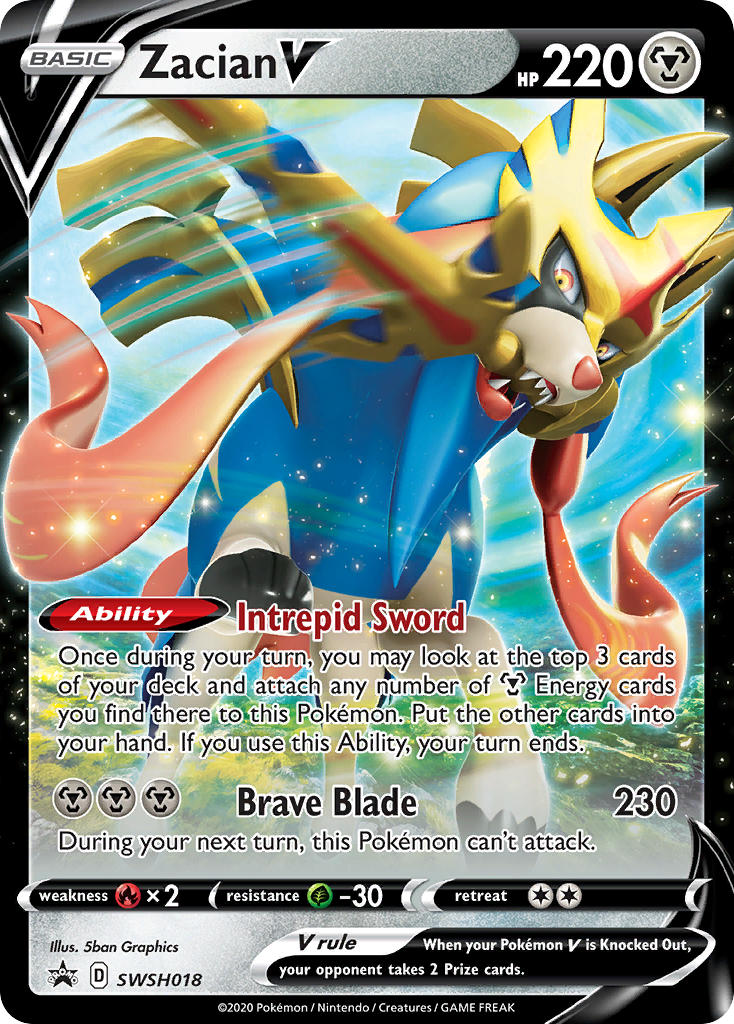 BASIC Zacian V HP 220
Ability Intrepid Sword
Once during your turn, you may look at the top 3 cards
of your deck and attach any number of Energy cards
you find there to this Pokémon. Put the other cards into
your hand. If you use this Ability, your turn ends.
Brave Blade 230
During your next turn, this Pokémon can't attack.
weakness ×2 resistance -30 retreat
Illus. 5ban Graphics
V rule When your Pokémon V is Knocked Out,
your opponent takes 2 Prize cards.
PROMO D SWSH018
©2020 Pokémon / Nintendo / Creatures / GAME FREAK